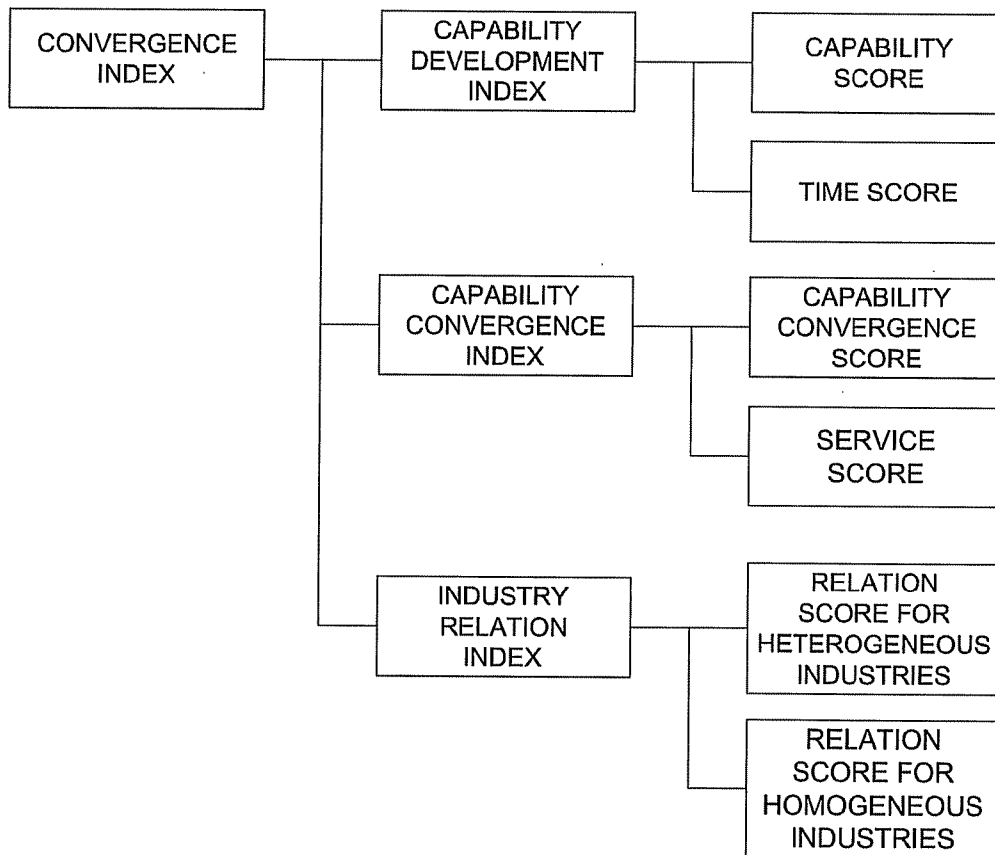 CONVERGENCE
INDEX
CAPABILITY
DEVELOPMENT
INDEX
CAPABILITY
SCORE
TIME SCORE
CAPABILITY
CONVERGENCE
INDEX
CAPABILITY
CONVERGENCE
SCORE
SERVICE
SCORE
INDUSTRY
RELATION
INDEX
RELATION
SCORE FOR
HETEROGENEOUS
INDUSTRIES
RELATION
SCORE FOR
HOMOGENEOUS
INDUSTRIES